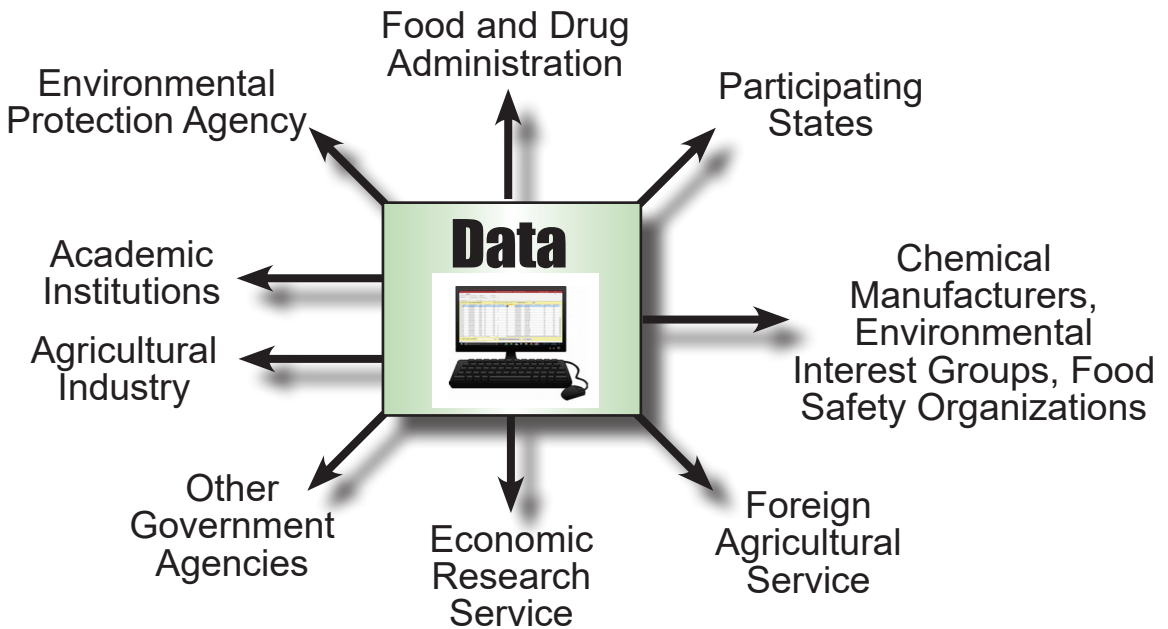 Food and Drug
Administration
Environmental
Protection Agency
Participating
States
Data
Academic
Institutions
Agricultural
Industry
Chemical
Manufacturers,
Environmental
Interest Groups, Food
Safety Organizations
Other
Government
Agencies
Economic
Research
Service
Foreign
Agricultural
Service